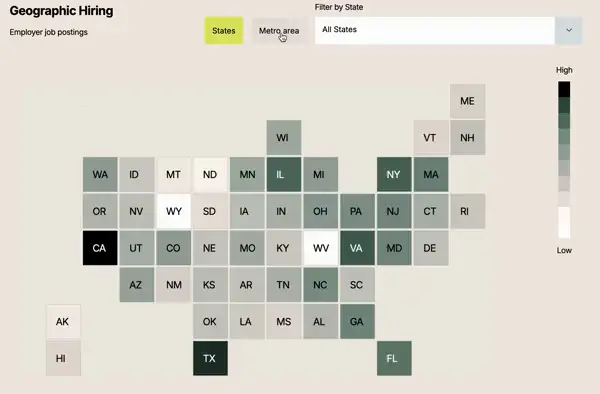 Geographic Hiring
Employer job postings
States
Metro area
Filter by State
All States
High
ME
WI
VT
NH
WA
ID
MT
ND
MN
IL
MI
NY
MA
OR
NV
WY
SD
IA
IN
OH
PA
NJ
CT
RI
CA
UT
CO
NE
MO
KY
WV
VA
MD
DE
Low
AZ
NM
KS
AR
TN
NC
SC
AK
OK
LA
MS
AL
GA
HI
TX
FL